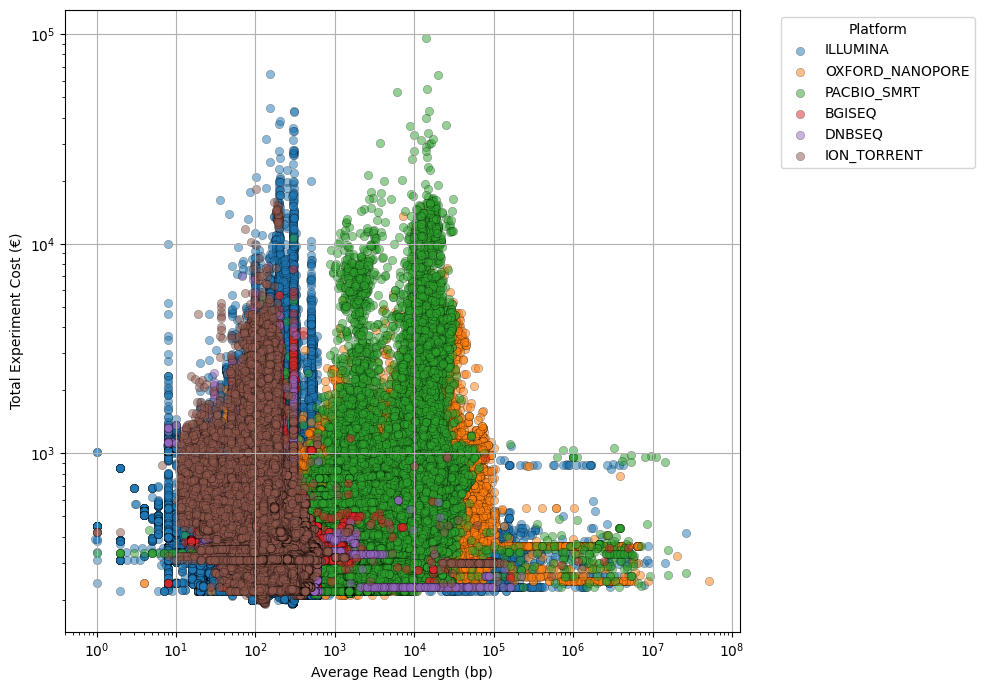 Total Experiment Cost (€)
10⁵
10⁴
10³
10⁰
10¹
10²
10³
10⁴
10⁵
10⁶
10⁷
10⁸
Average Read Length (bp)
Platform
ILLUMINA
OXFORD_NANOPORE
PACBIO_SMRT
BGISEQ
DNBSEQ
ION_TORRENT